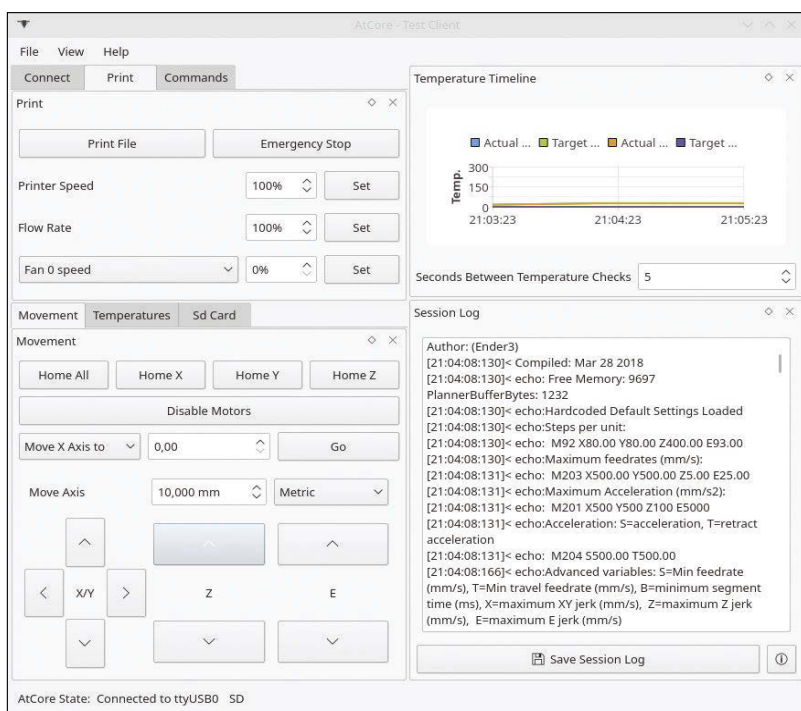 AtCore - Test Client
File View Help
Connect Print Commands
Print
Print File Emergency Stop
Printer Speed 100% Set
Flow Rate 100% Set
Fan 0 speed 0% Set
Movement Temperatures Sd Card
Movement
Home All Home X Home Y Home Z
Disable Motors
Move X Axis to 0,00 Go
Move Axis 10,000 mm Metric
X/Y Z E
Temperature Timeline
Actual ... Target ... Actual ... Target ...
Temp.
300
150
0
21:03:23 21:04:23 21:05:23
Seconds Between Temperature Checks 5
Session Log
Author: (Ender3)
[21:04:08:130]< Compiled: Mar 28 2018
[21:04:08:130]< echo: Free Memory: 9697
PlannerBufferBytes: 1232
[21:04:08:130]< echo:Hardcoded Default Settings Loaded
[21:04:08:130]< echo:Steps per unit:
[21:04:08:130]< echo: M92 X80.00 Y80.00 Z400.00 E93.00
[21:04:08:130]< echo:Maximum feedrates (mm/s):
[21:04:08:131]< echo: M203 X500.00 Y500.00 Z5.00 E25.00
[21:04:08:131]< echo:Maximum Acceleration (mm/s2):
[21:04:08:131]< echo: M201 X500 Y500 Z100 E5000
[21:04:08:131]< echo:Acceleration: S=acceleration, T=retract
acceleration
[21:04:08:131]< echo: M204 S500.00 T500.00
[21:04:08:166]< echo:Advanced variables: S=Min feedrate
(mm/s), T=Min travel feedrate (mm/s), B=minimum segment
time (ms), X=maximum XY jerk (mm/s), Z=maximum Z jerk
(mm/s), E=maximum E jerk (mm/s)
Save Session Log
AtCore State: Connected to ttyUSB0 SD